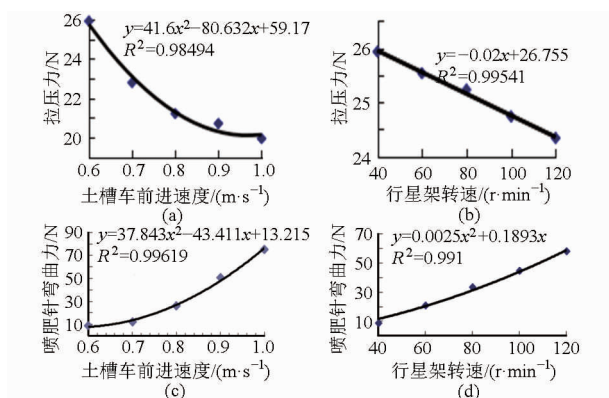 26
24
22
20
拉压力/N
y=41.6x²−80.632x+59.17
R²=0.98494
0.6 0.7 0.8 0.9 1.0
土槽车前进速度/(m·s⁻¹)
(a)
26
25
24
拉压力/N
y=−0.02x+26.755
R²=0.99541
40 60 80 100 120
行星架转速/(r·min⁻¹)
(b)
90
70
50
30
10
喷肥针弯曲力/N
y=37.843x²−43.411x+13.215
R²=0.99619
0.6 0.7 0.8 0.9 1.0
土槽车前进速度/(m·s⁻¹)
(c)
70
50
30
10
喷肥针弯曲力/N
y=0.0025x²+0.1893x
R²=0.991
40 60 80 100 120
行星架转速/(r·min⁻¹)
(d)